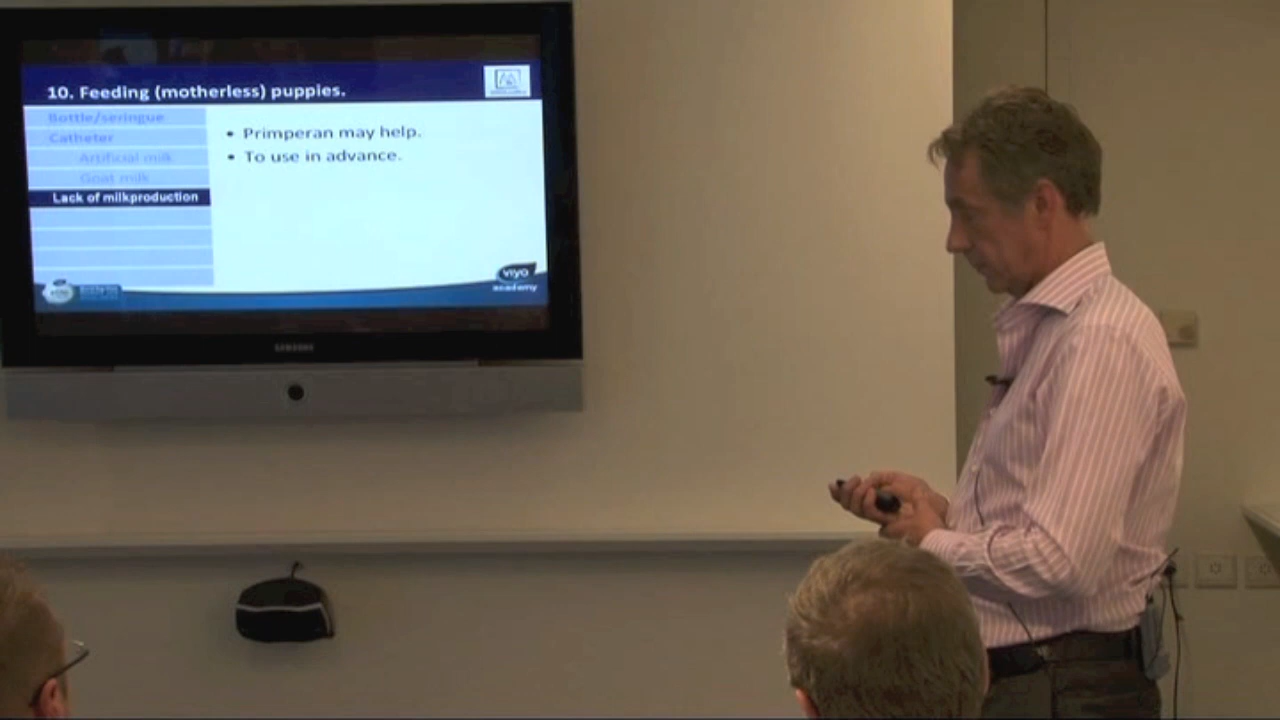 10. Feeding (motherless) puppies.
Bottle/seringue
Catheter
Artificial milk
Goat milk
Lack of milkproduction
• Primperan may help.
• To use in advance.
viyo
academy
SAMSUNG